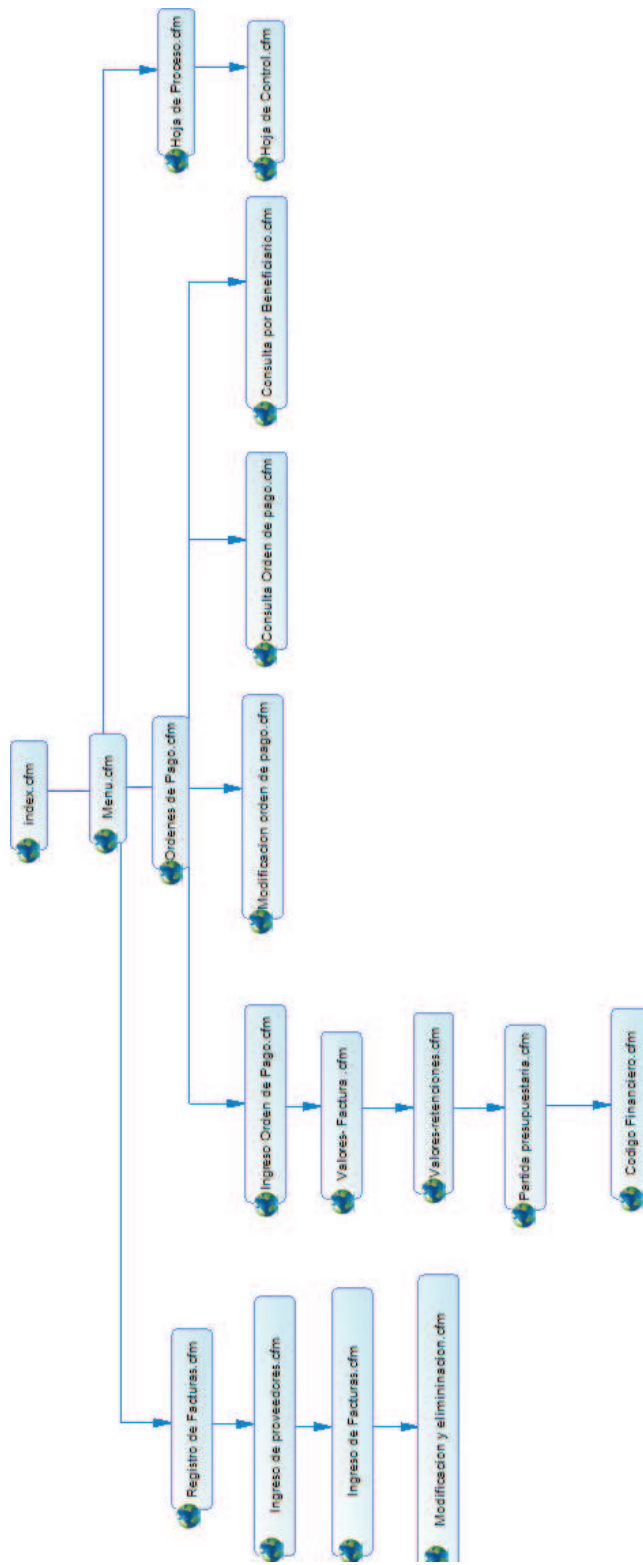 index.cfm
Menu.cfm
Ordenes de Pago.cfm
Registro de Facturas.cfm
Ingreso de proveedores.cfm
Ingreso de Facturas.cfm
Modificacion y elimininacion.cfm
Ingreso Orden de Pago.cfm
Valores- Factura .cfm
Valores-retenciones.cfm
Partida presupuestaria.cfm
Codigo Financiero.cfm
Modificacion orden de pago.cfm
Consulta Orden de pago.cfm
Consulta por Beneficiario.cfm
Hoja de Proceso.cfm
Hoja de Control.cfm